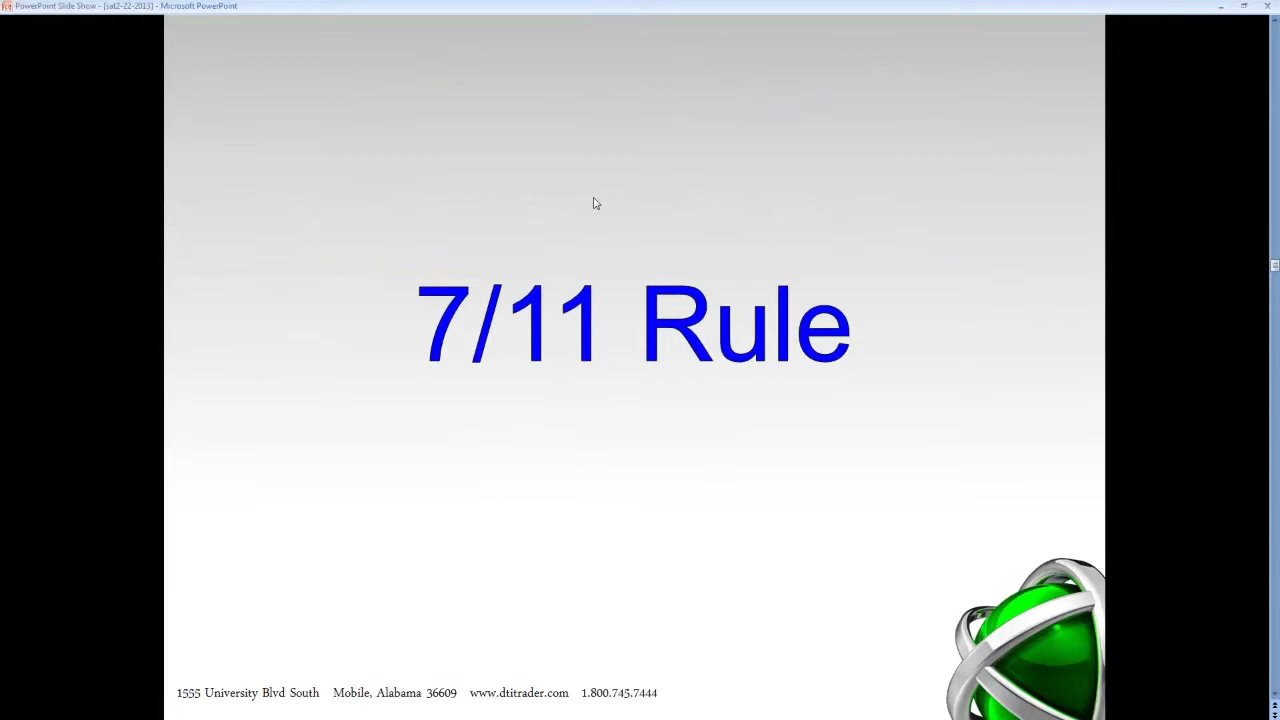 PowerPoint Slide Show - [sat2-22-2013] - Microsoft PowerPoint
7/11 Rule
1555 University Blvd South Mobile, Alabama 36609 www.dtitrader.com 1.800.745.7444